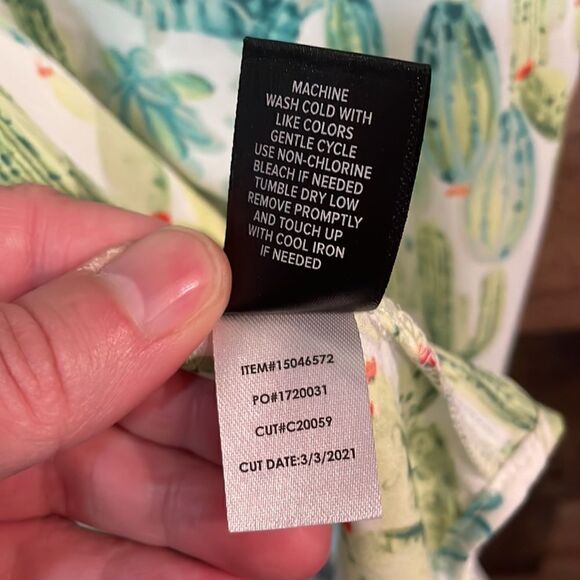 MACHINE
WASH COLD WITH
LIKE COLORS
GENTLE CYCLE
USE NON-CHLORINE
BLEACH IF NEEDED
TUMBLE DRY LOW
REMOVE PROMPTLY
AND TOUCH UP
WITH COOL IRON
IF NEEDED
ITEM#15046572
PO#1720031
CUT#C20059
CUT DATE:3/3/2021